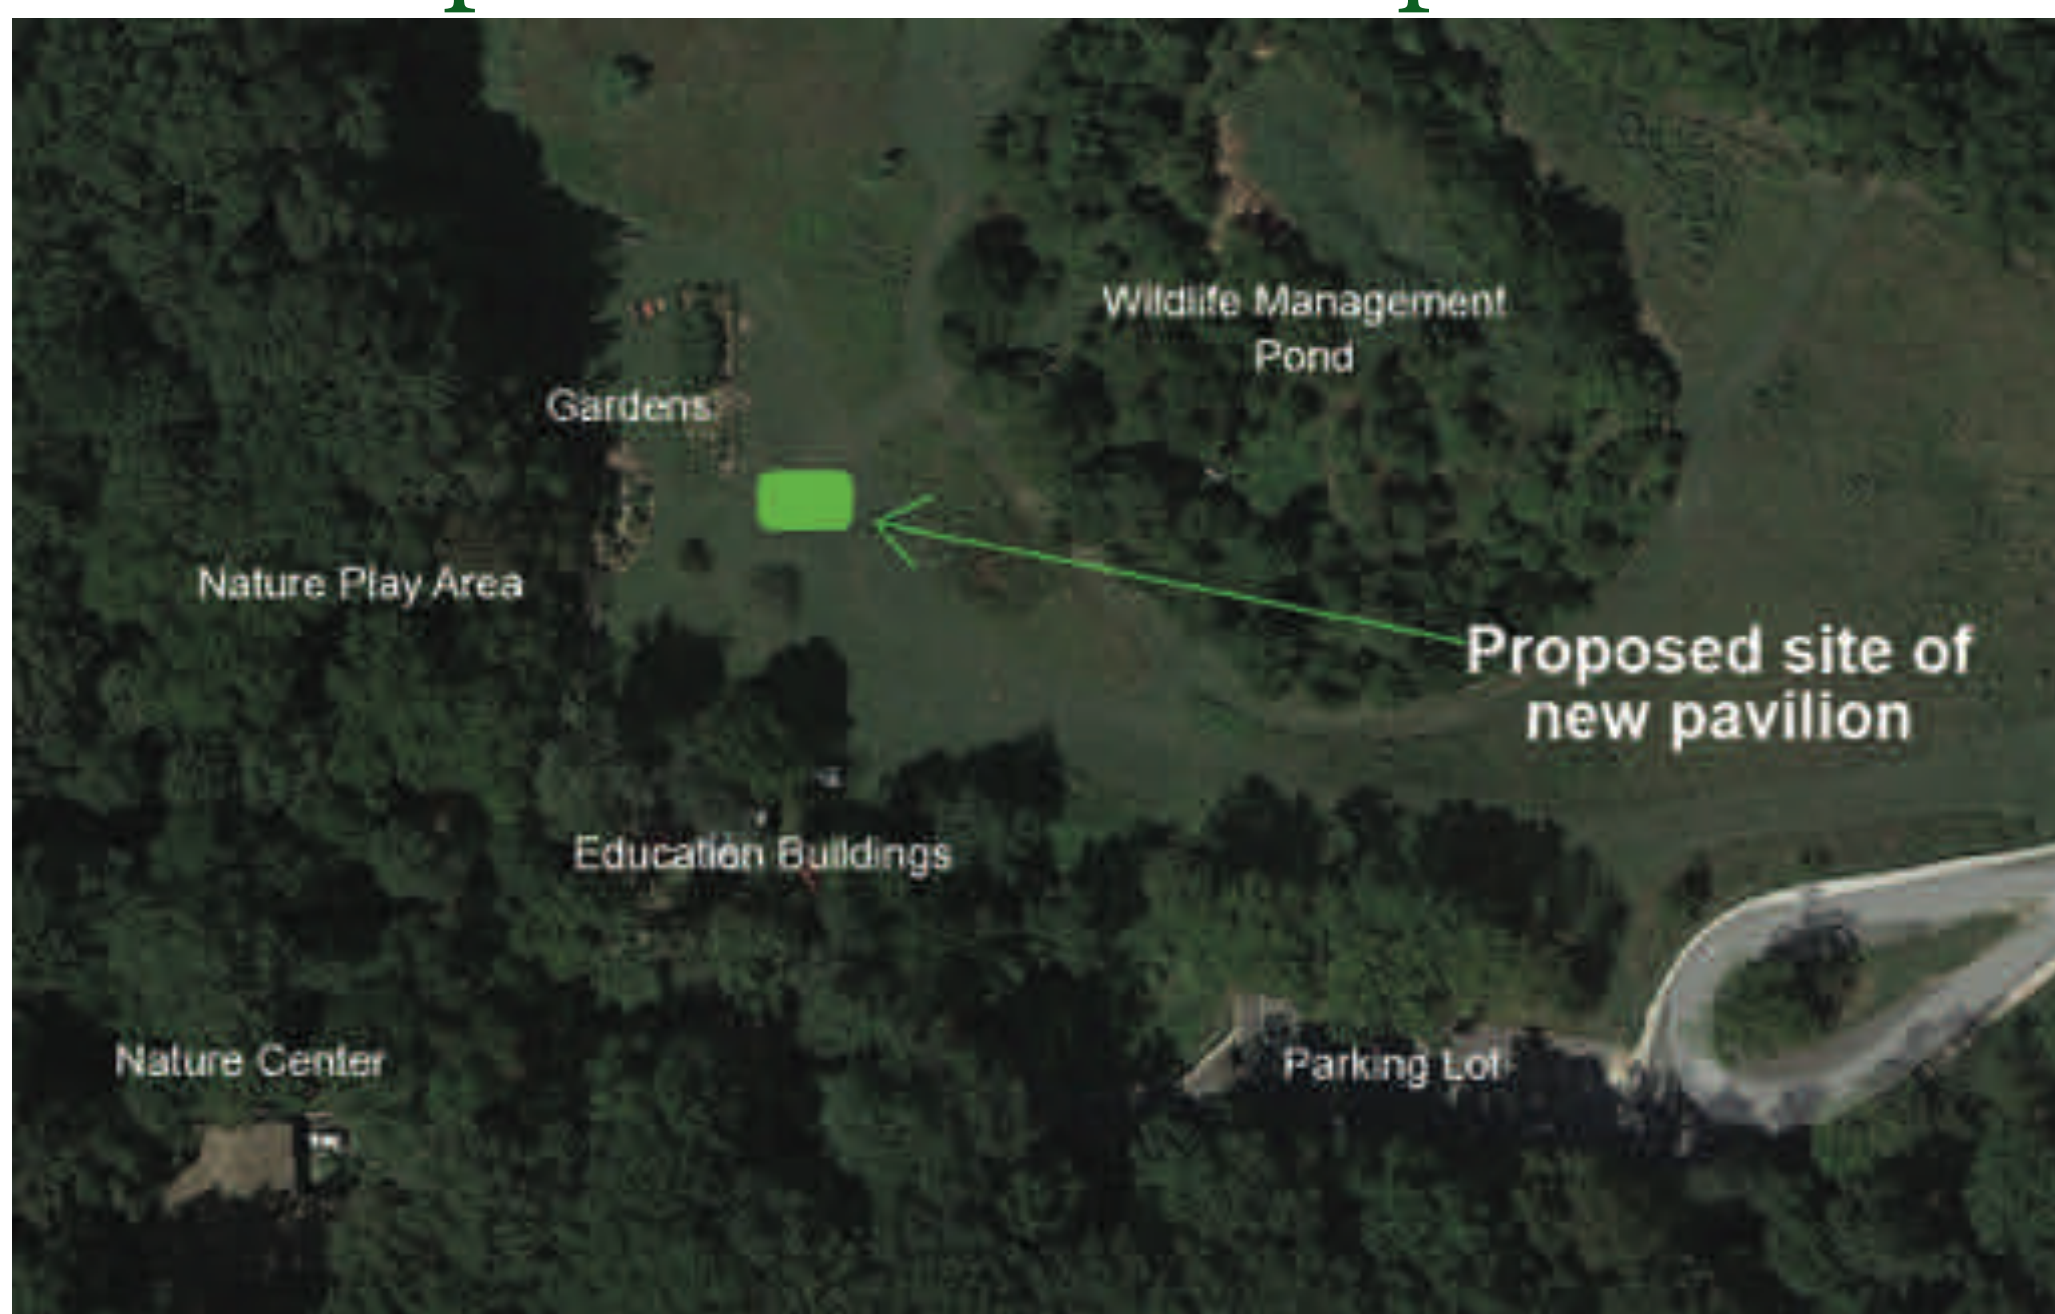 Wildlife Management
Pond
Gardens
Nature Play Area
Proposed site of
new pavilion
Education Buildings
Nature Center
Parking Lot